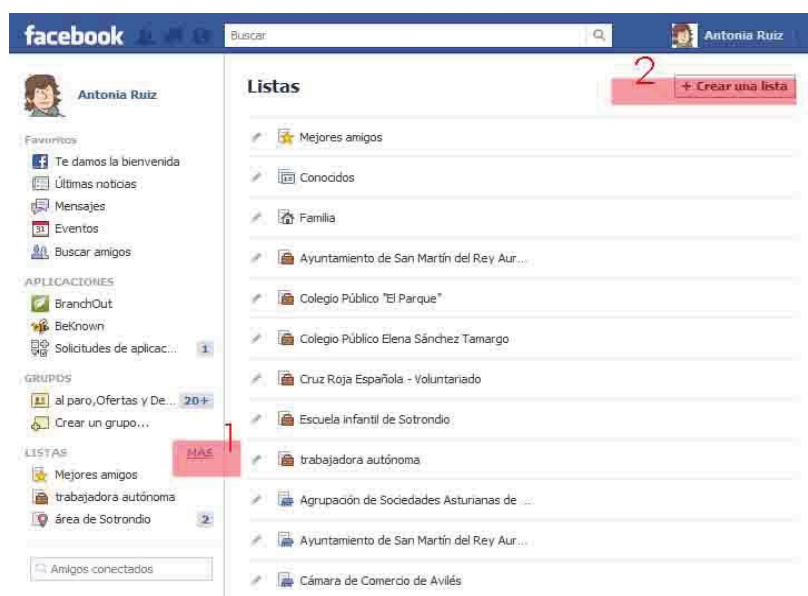 facebook
Buscar
Antonia Ruiz
Antonia Ruiz
Favoritos
Te damos la bienvenida
Últimas noticias
31
Mensajes
Eventos
Buscar amigos
APLICACIONES
BranchOut
BeKnown
Solicitudes de aplicac... 1
GRUPOS
al paro,Ofertas y De... 20+
Crear un grupo...
LISTAS MÁS
1
Mejores amigos
trabajadora autónoma
área de Sotrondio 2
Amigos conectados
Listas
2
+ Crear una lista
Mejores amigos
Conocidos
Familia
Ayuntamiento de San Martín del Rey Aur...
Colegio Público "El Parque"
Colegio Público Elena Sánchez Tamargo
Cruz Roja Española - Voluntariado
Escuela infantil de Sotrondio
trabajadora autónoma
Agrupación de Sociedades Asturianas de ...
Ayuntamiento de San Martín del Rey Aur...
Cámara de Comercio de Avilés